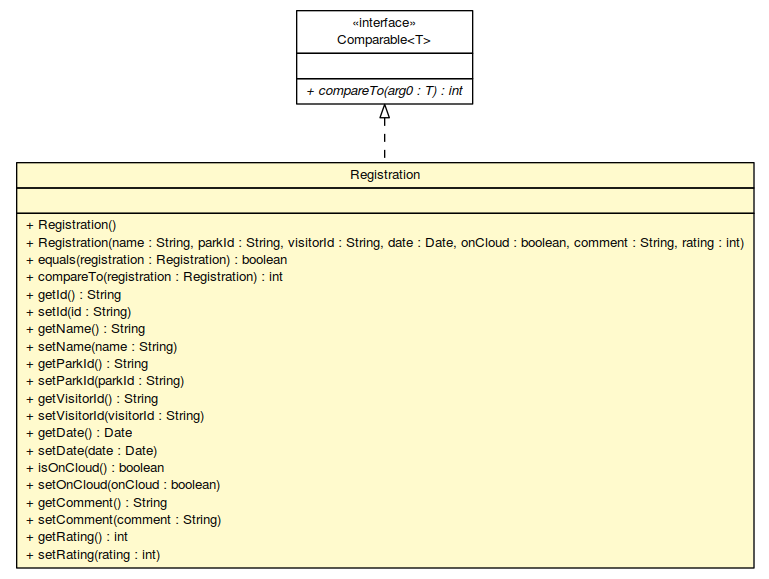 «interface»
Comparable<T>
+ compareTo(arg0 : T) : int
Registration
+ Registration()
+ Registration(name : String, parkId : String, visitorId : String, date : Date, onCloud : boolean, comment : String, rating : int)
+ equals(registration : Registration) : boolean
+ compareTo(registration : Registration) : int
+ getId() : String
+ setId(id : String)
+ getName() : String
+ setName(name : String)
+ getParkId() : String
+ setParkId(parkId : String)
+ getVisitorId() : String
+ setVisitorId(visitorId : String)
+ getDate() : Date
+ setDate(date : Date)
+ isOnCloud() : boolean
+ setOnCloud(onCloud : boolean)
+ getComment() : String
+ setComment(comment : String)
+ getRating() : int
+ setRating(rating : int)